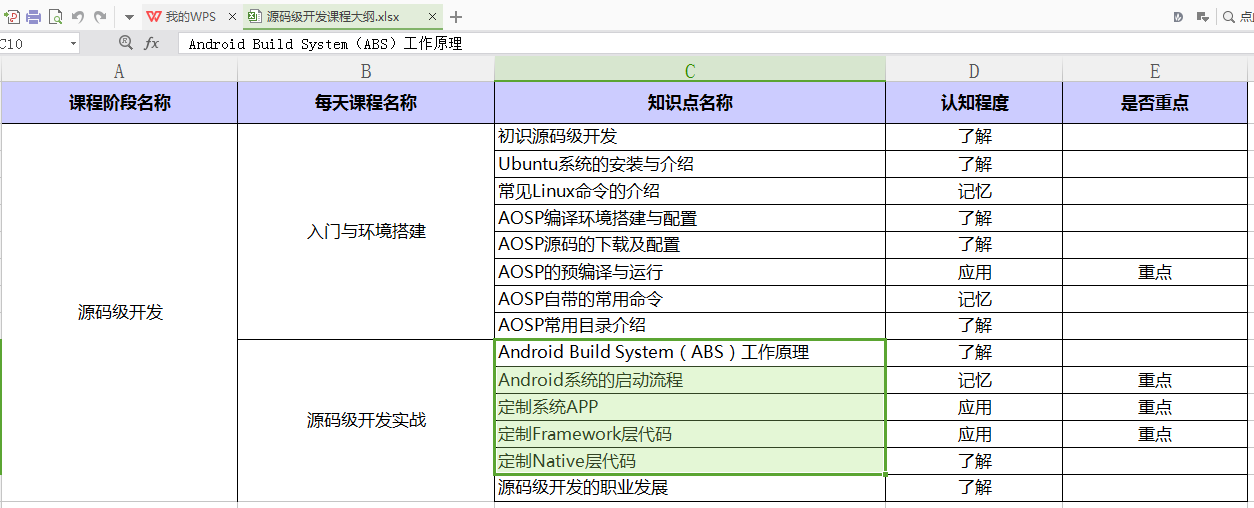 我的WPS × 源码级开发课程大纲.xlsx × +
C10 fx Android Build System（ABS）工作原理
A B C D E
课程阶段名称 每天课程名称 知识点名称 认知程度 是否重点
初识源码级开发 了解
Ubuntu系统的安装与介绍 了解
常见Linux命令的介绍 记忆
AOSP编译环境搭建与配置 了解
入门与环境搭建
AOSP源码的下载及配置 了解
AOSP的预编译与运行 应用 重点
AOSP自带的常用命令 记忆
源码级开发
AOSP常用目录介绍 了解
Android Build System（ABS）工作原理 了解
Android系统的启动流程 记忆 重点
定制系统APP 应用 重点
源码级开发实战
定制Framework层代码 应用 重点
定制Native层代码 了解
源码级开发的职业发展 了解